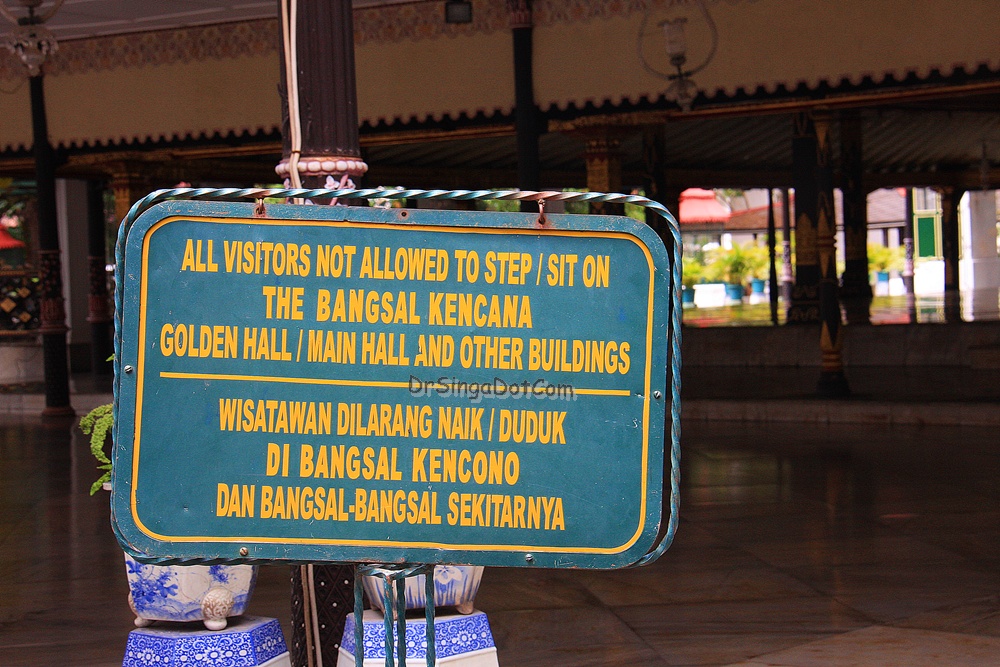 ALL VISITORS NOT ALLOWED TO STEP / SIT ON
THE BANGSAL KENCANA
GOLDEN HALL / MAIN HALL AND OTHER BUILDINGS
DrSingaDotCom
WISATAWAN DILARANG NAIK / DUDUK
DI BANGSAL KENCONO
DAN BANGSAL-BANGSAL SEKITARNYA